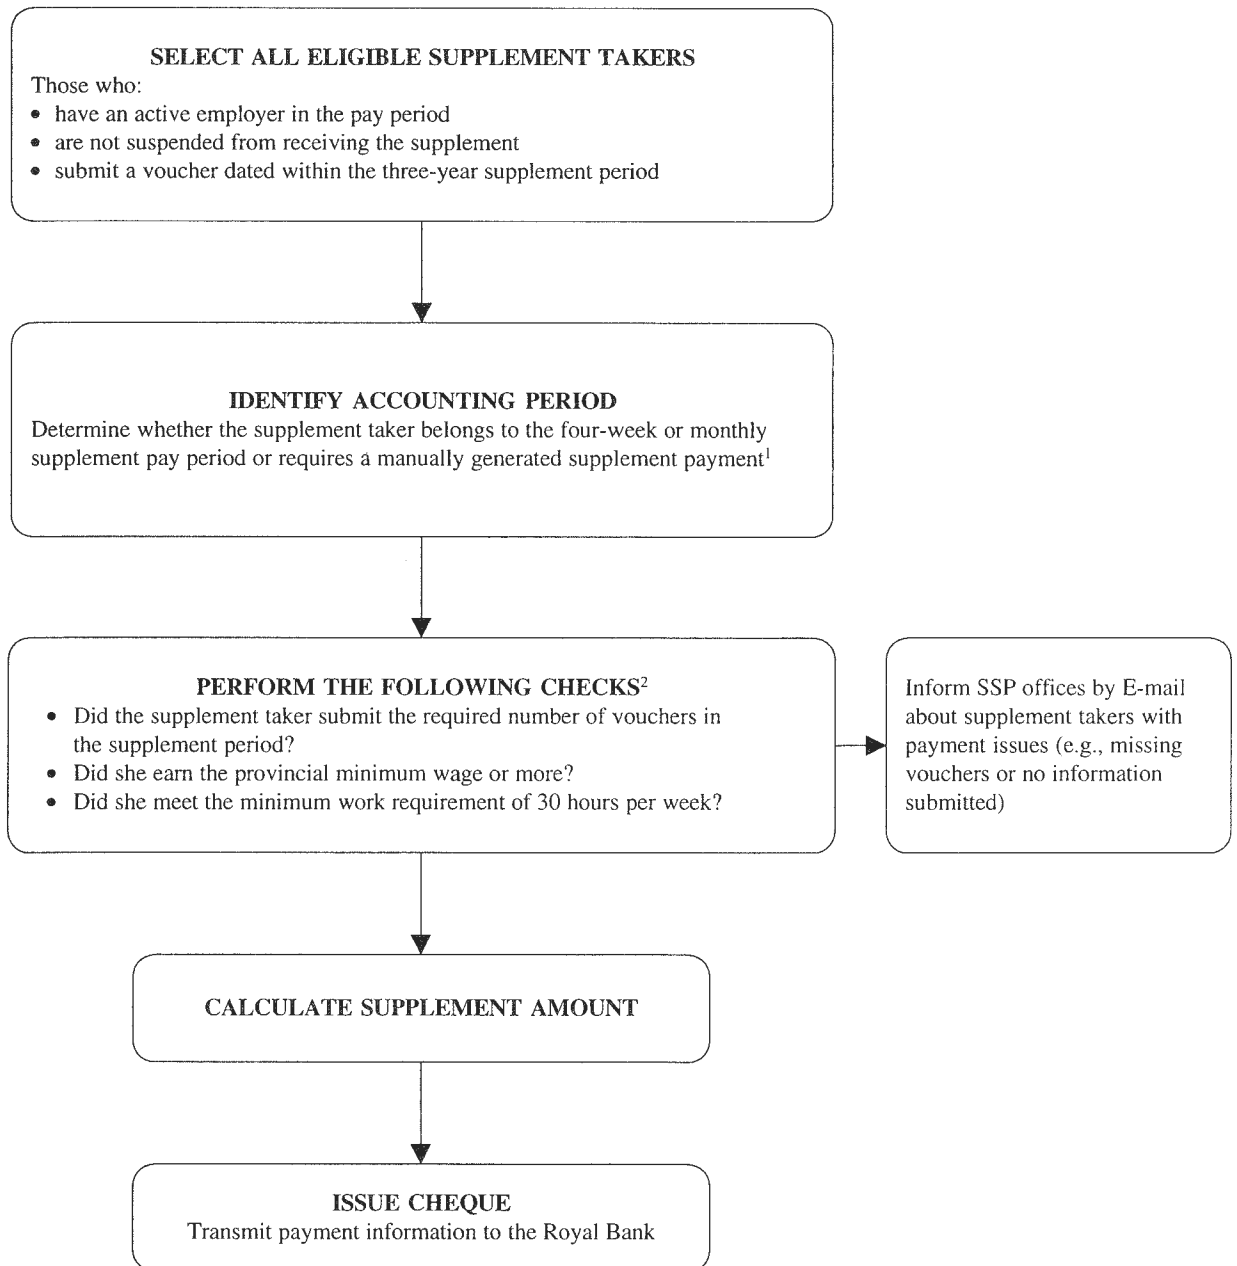 SELECT ALL ELIGIBLE SUPPLEMENT TAKERS
Those who:
• have an active employer in the pay period
• are not suspended from receiving the supplement
• submit a voucher dated within the three-year supplement period
IDENTIFY ACCOUNTING PERIOD
Determine whether the supplement taker belongs to the four-week or monthly
supplement pay period or requires a manually generated supplement payment¹
PERFORM THE FOLLOWING CHECKS²
• Did the supplement taker submit the required number of vouchers in
the supplement period?
• Did she earn the provincial minimum wage or more?
• Did she meet the minimum work requirement of 30 hours per week?
Inform SSP offices by E-mail
about supplement takers with
payment issues (e.g., missing
vouchers or no information
submitted)
CALCULATE SUPPLEMENT AMOUNT
ISSUE CHEQUE
Transmit payment information to the Royal Bank